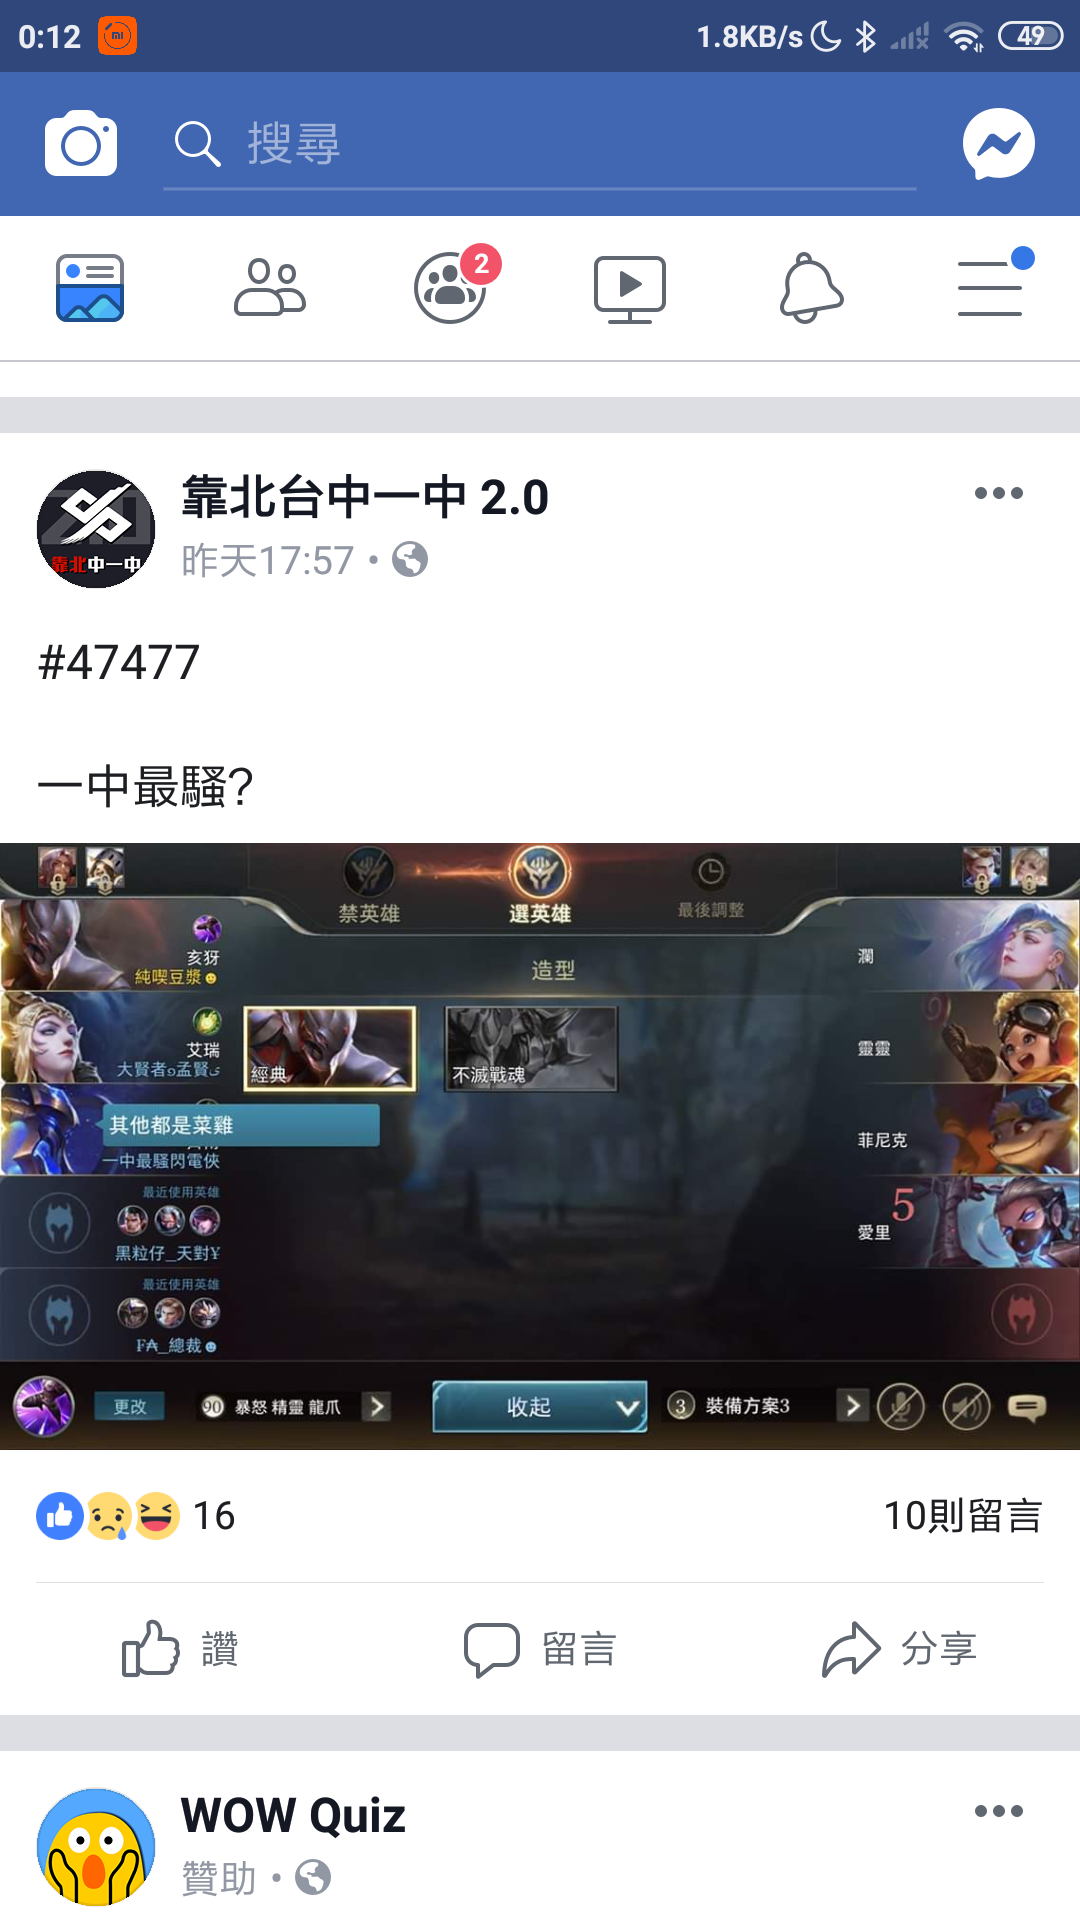 0:12
1.8KB/s
49
搜尋
2
靠北台中一中 2.0
昨天17:57
靠北中一中
#47477
一中最騷?
禁英雄
選英雄
最後調整
造型
亥犽
純喫豆漿
瀾
艾瑞
大賢者
孟賢
靈靈
經典
不滅戰魂
其他都是菜雞
一中最騷閃電俠
菲尼克
最近使用英雄
黑粒仔_天對¥
5
愛里
最近使用英雄
F₳_總裁
更改
90
暴怒 精靈 龍爪
收起
3
裝備方案3
16
10則留言
讚
留言
分享
WOW Quiz
贊助